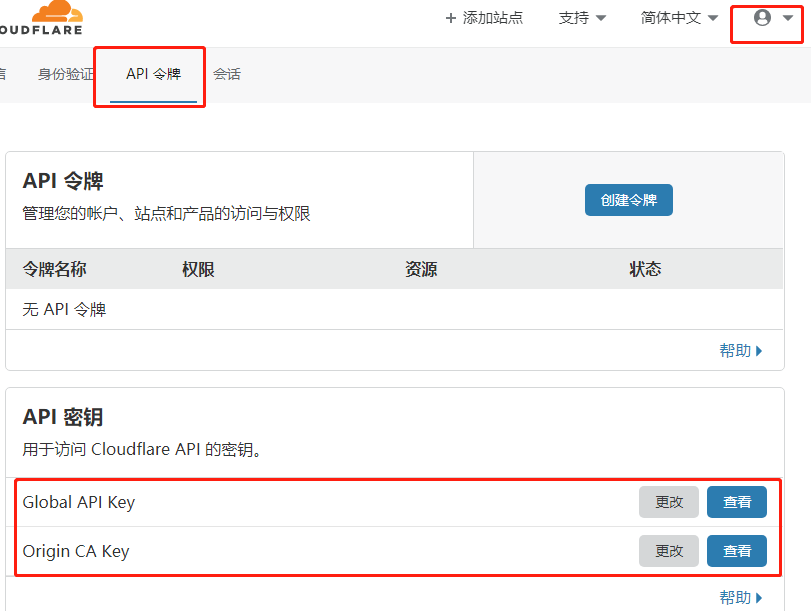 OUDFLARE
+ 添加站点 支持 简体中文
身份验证 API 令牌 会话
API 令牌
管理您的帐户、站点和产品的访问与权限
创建令牌
令牌名称 权限 资源 状态
无 API 令牌
帮助
API 密钥
用于访问 Cloudflare API 的密钥。
Global API Key 更改 查看
Origin CA Key 更改 查看
帮助